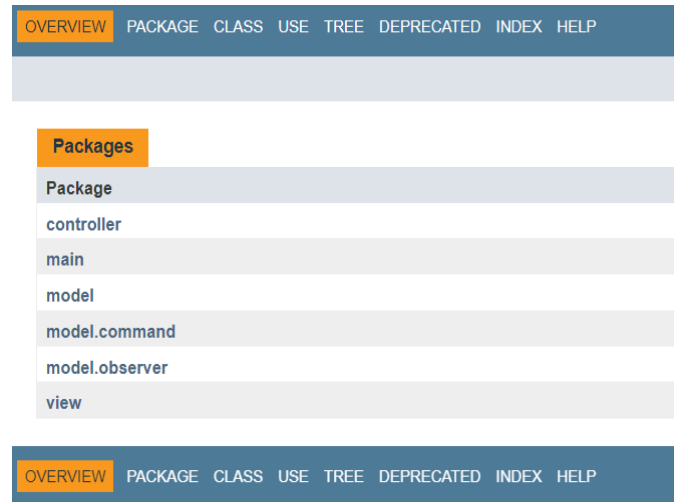 OVERVIEW PACKAGE CLASS USE TREE DEPRECATED INDEX HELP
Packages
Package
controller
main
model
model.command
model.observer
view
OVERVIEW PACKAGE CLASS USE TREE DEPRECATED INDEX HELP